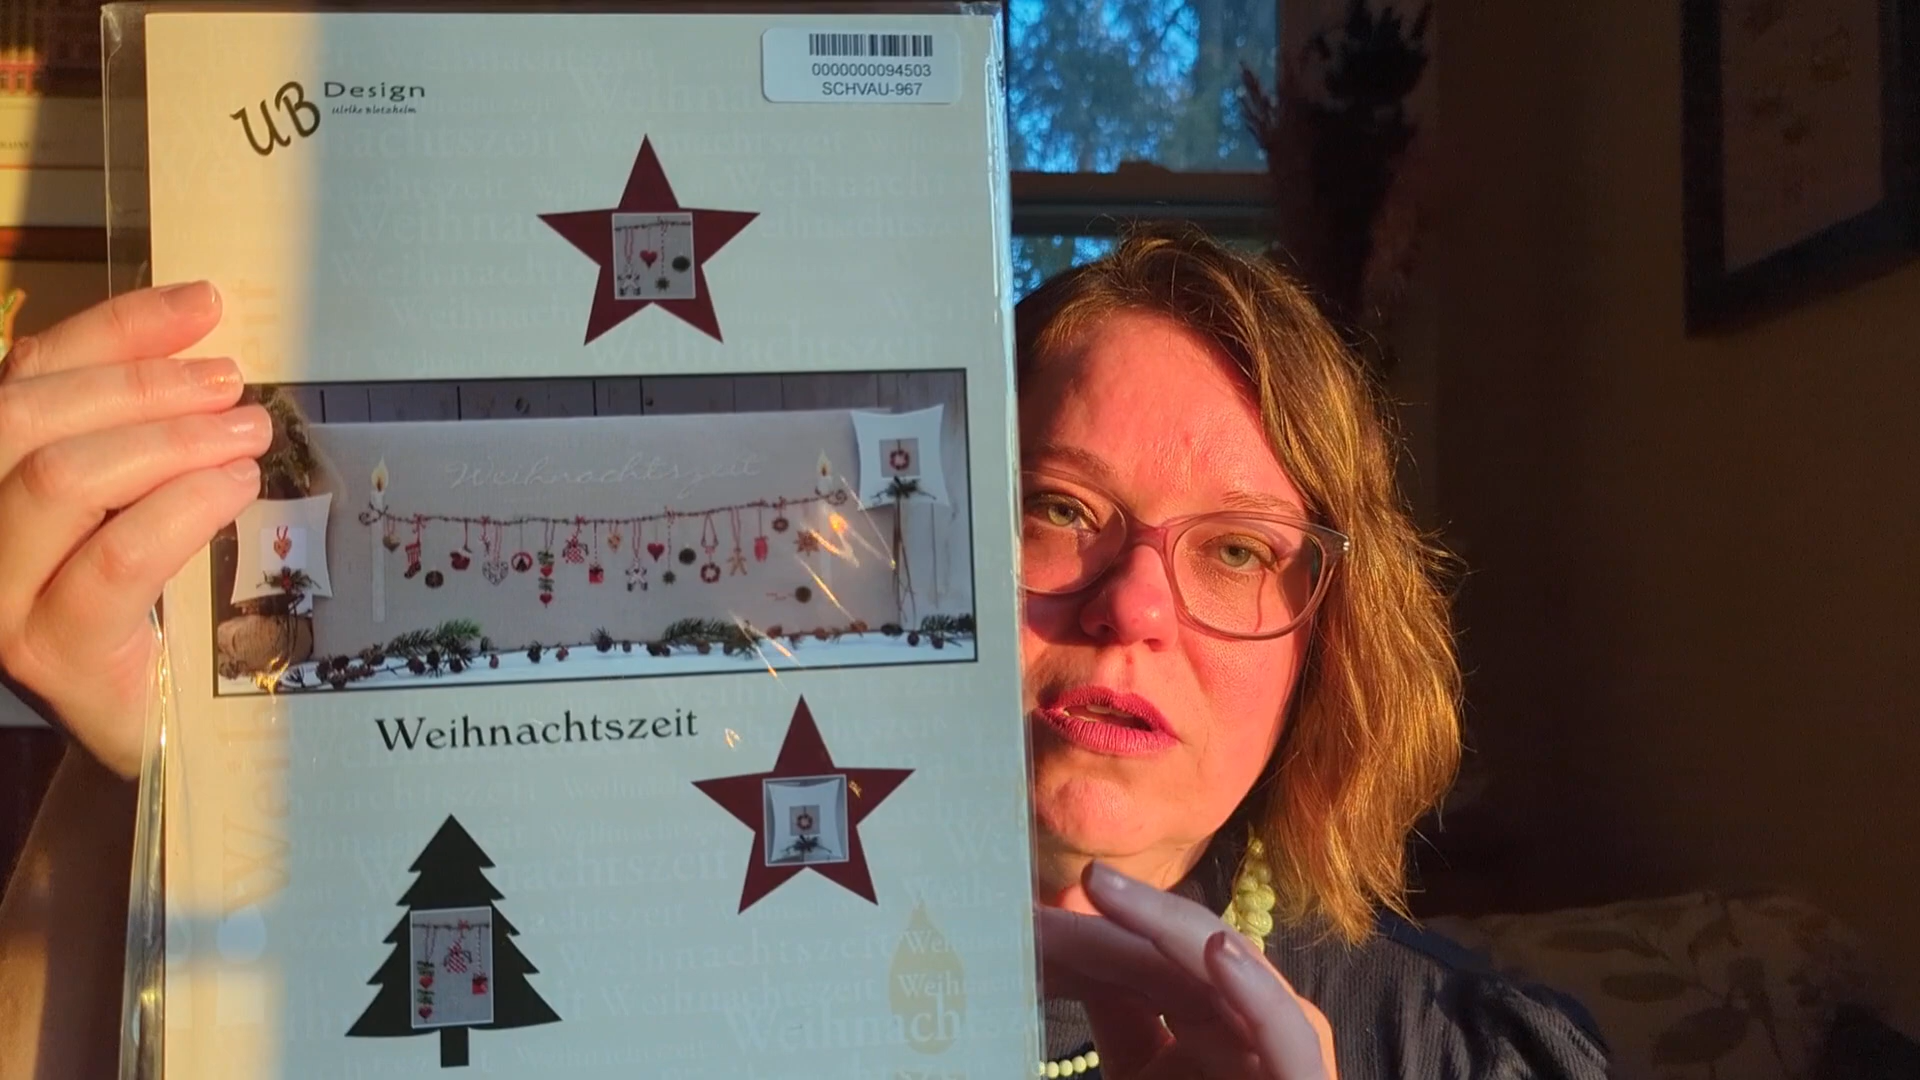 UB Design
Ulrike Blotzheim
0000000094503
SCHVAU-967
Weihnachtszeit
Weihnachtszeit